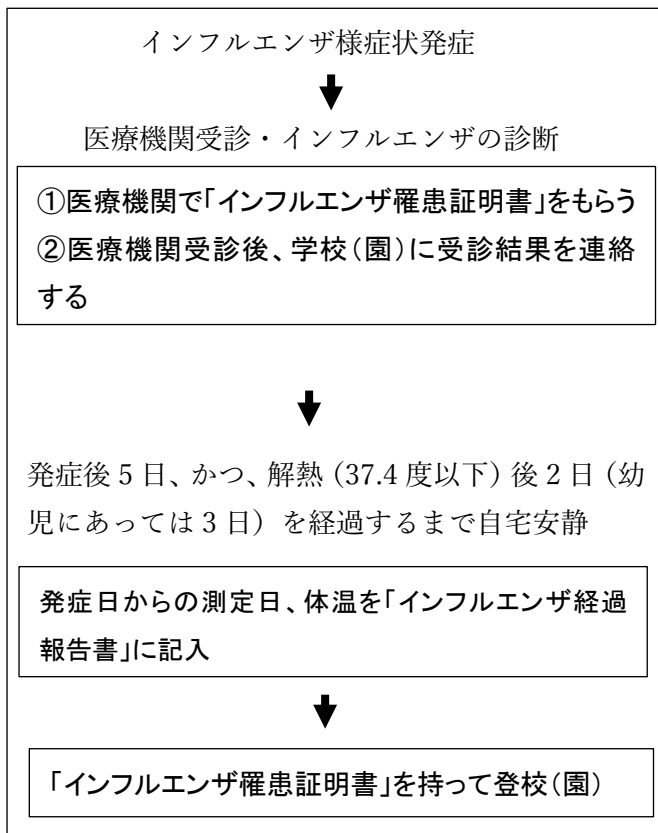 インフルエンザ様症状発症
医療機関受診・インフルエンザの診断
①医療機関で「インフルエンザ罹患証明書」をもらう
②医療機関受診後、学校(園)に受診結果を連絡
する
発症後 5 日、かつ、解熱(37.4 度以下)後 2 日(幼
児にあっては 3 日)を経過するまで自宅安静
発症日からの測定日、体温を「インフルエンザ経過
報告書」に記入
「インフルエンザ罹患証明書」を持って登校(園)